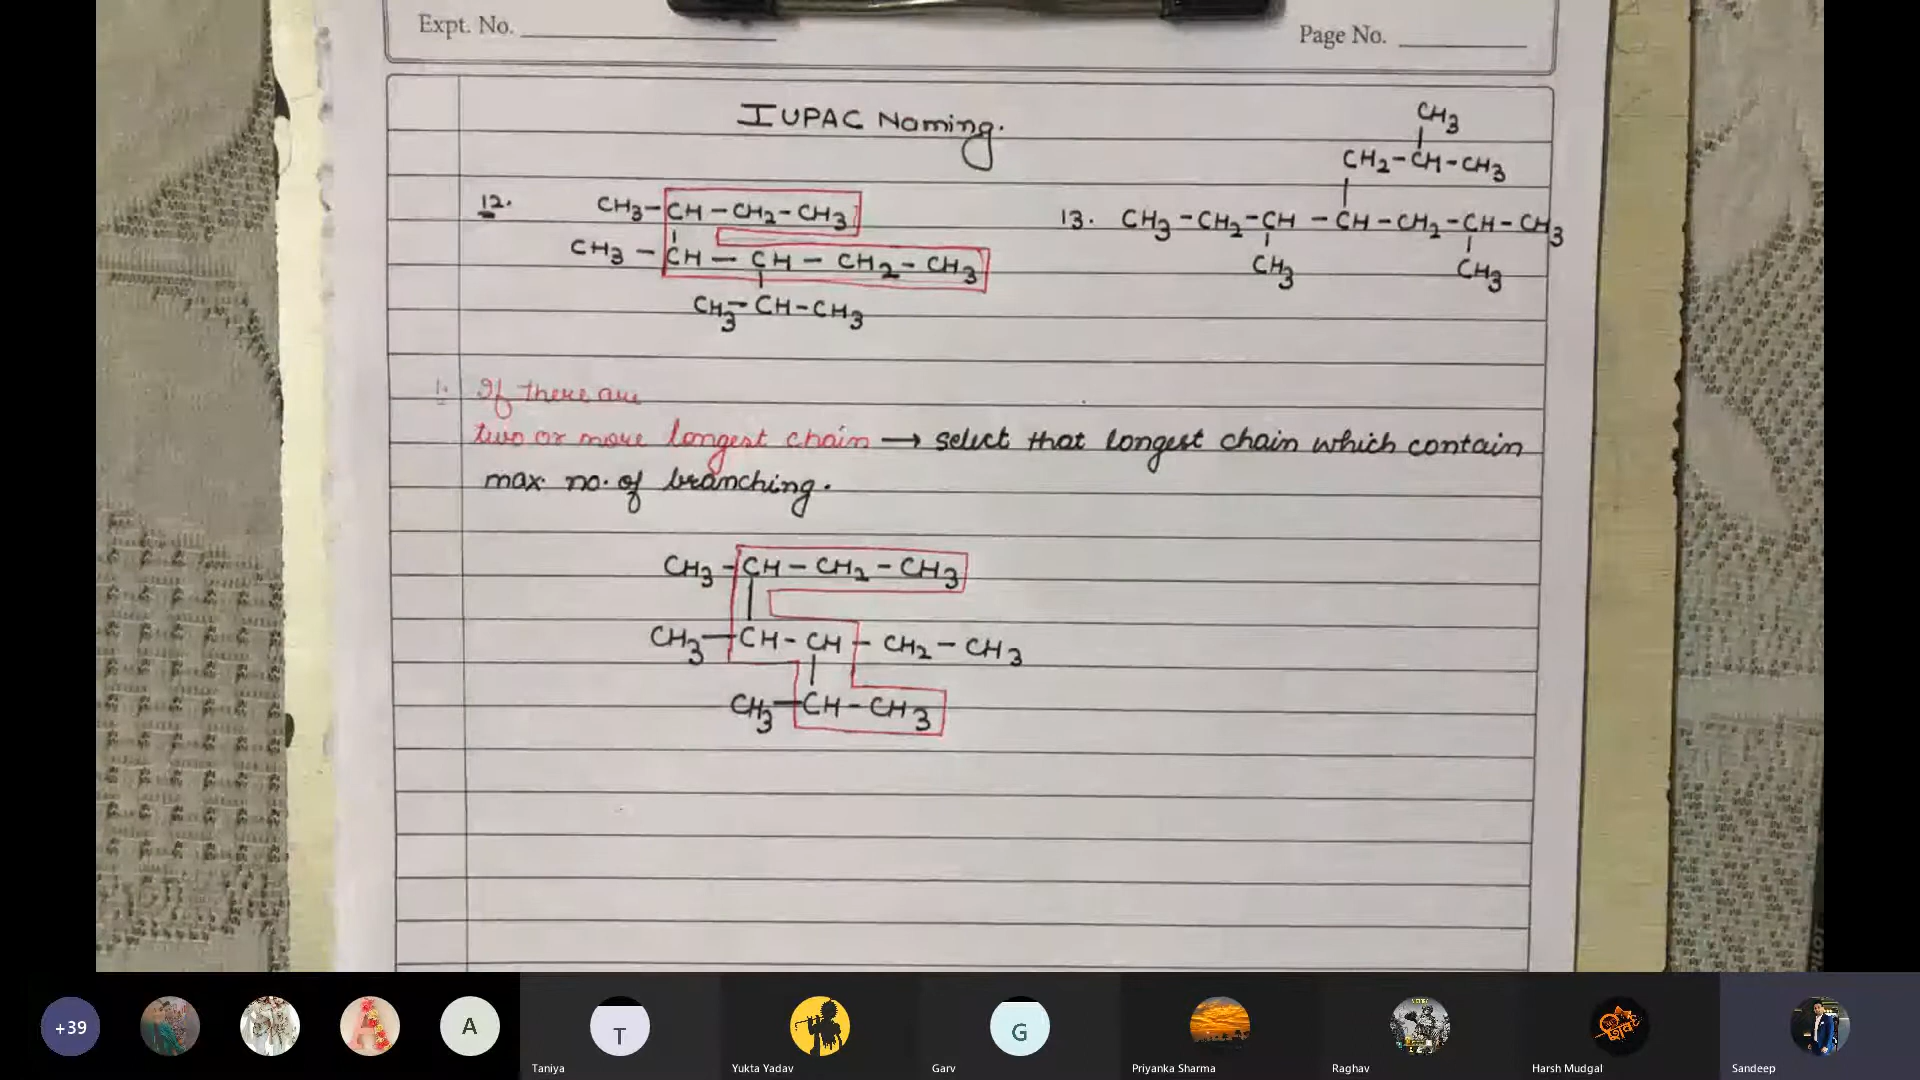 Expt. No.
Page No.
IUPAC Naming.
12.
CH3-CH-CH2-CH3
CH3-CH-CH-CH2-CH3
CH3-CH-CH3
CH3
CH2-CH-CH3
13. CH3-CH2-CH-CH-CH2-CH-CH3
CH3 CH3
1. If there are
two or more longest chain → select that longest chain which contain
max. no. of branching.
CH3-CH-CH2-CH3
CH3-CH-CH-CH2-CH3
CH3-CH-CH3
+39
A
T
G
Taniya
Yukta Yadav
Garv
Priyanka Sharma
Raghav
Harsh Mudgal
Sandeep